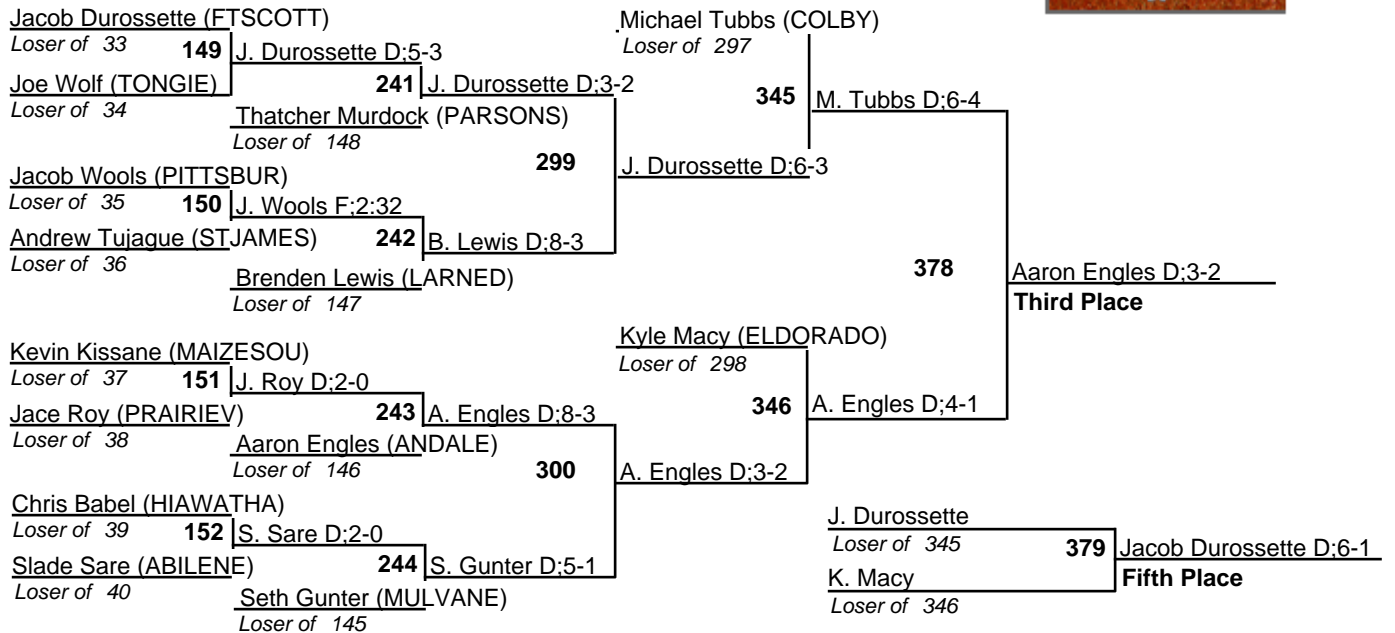 Jacob Durossette (FTSCOTT)
Loser of 33
149
J. Durossette D;5-3
Joe Wolf (TONGIE)
Loser of 34
241
J. Durossette D;3-2
Thatcher Murdock (PARSONS)
Loser of 148
299
J. Durossette D;6-3
Jacob Wools (PITTSBUR)
Loser of 35
150
J. Wools F;2:32
Andrew Tujague (STJAMES)
Loser of 36
242
B. Lewis D;8-3
Brenden Lewis (LARNED)
Loser of 147
Michael Tubbs (COLBY)
Loser of 297
345
M. Tubbs D;6-4
378
Aaron Engles D;3-2
Third Place
Kevin Kissane (MAIZESOU)
Loser of 37
151
J. Roy D;2-0
Jace Roy (PRAIRIEV)
Loser of 38
243
A. Engles D;8-3
Aaron Engles (ANDALE)
Loser of 146
300
A. Engles D;3-2
Chris Babel (HIAWATHA)
Loser of 39
152
S. Sare D;2-0
Slade Sare (ABILENE)
Loser of 40
244
S. Gunter D;5-1
Seth Gunter (MULVANE)
Loser of 145
Kyle Macy (ELDORADO)
Loser of 298
346
A. Engles D;4-1
J. Durossette
Loser of 345
379
Jacob Durossette D;6-1
K. Macy
Fifth Place
Loser of 346